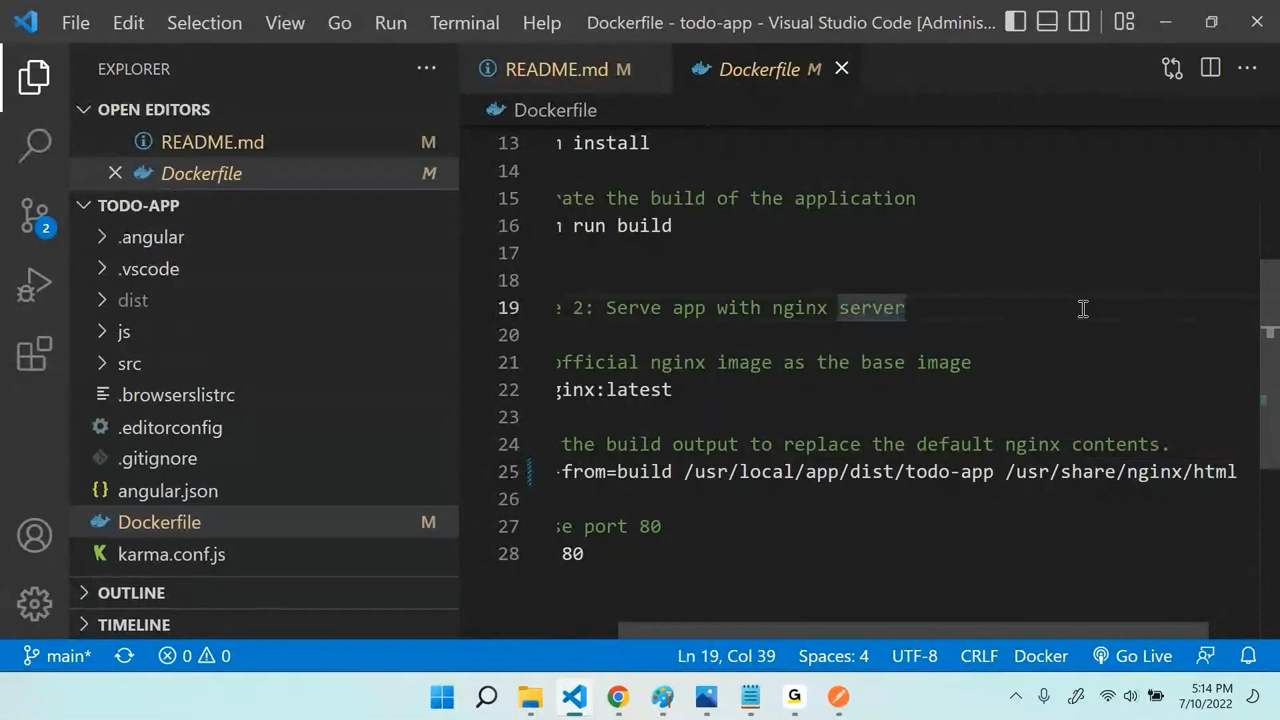 File Edit Selection View Go Run Terminal Help Dockerfile - todo-app - Visual Studio Code [Adminis...
EXPLORER
README.md M
Dockerfile M
OPEN EDITORS
Dockerfile
README.md M
Dockerfile M
TODO-APP
.angular
.vscode
dist
js
src
.browserslistrc
.editorconfig
.gitignore
angular.json
Dockerfile M
karma.conf.js
OUTLINE
TIMELINE
2
13 install
14
15 ate the build of the application
16 run build
17
18
19 2: Serve app with nginx server
20
21 official nginx image as the base image
22 ginx:latest
23
24 the build output to replace the default nginx contents.
25 -from=build /usr/local/app/dist/todo-app /usr/share/nginx/html
26
27 se port 80
28 80
main* 0 0 Ln 19, Col 39 Spaces: 4 UTF-8 CRLF Docker Go Live
5:14 PM
7/10/2022